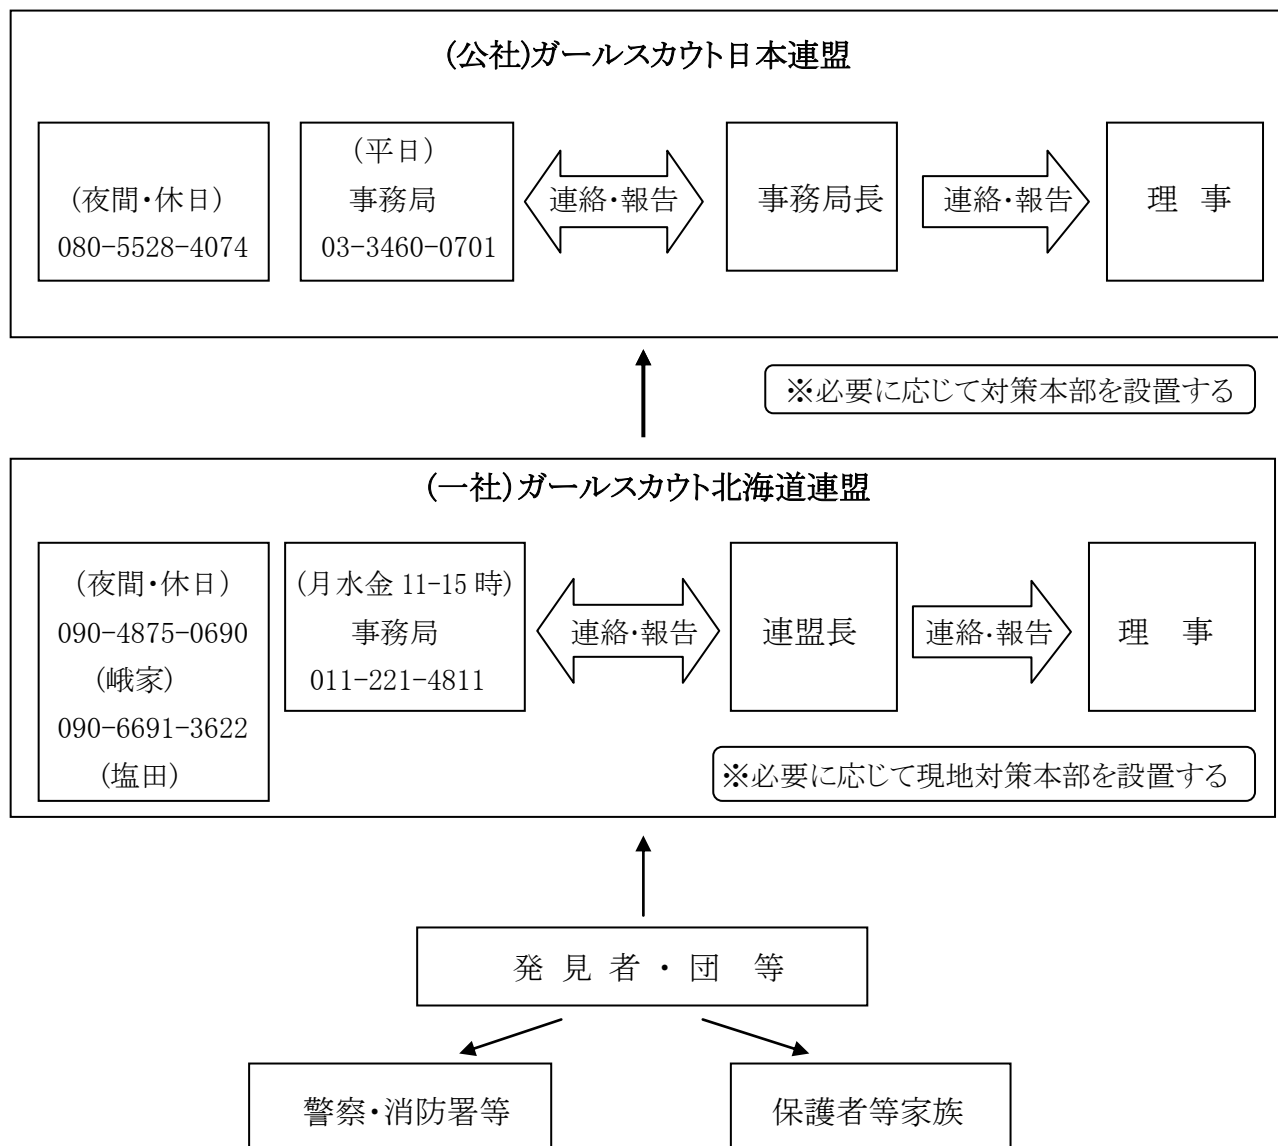 (公社)ガールスカウト日本連盟
(夜間・休日)
080-5528-4074
(平日)
事務局
03-3460-0701
連絡・報告
事務局長
連絡・報告
理 事
※必要に応じて対策本部を設置する
(一社)ガールスカウト北海道連盟
(夜間・休日)
090-4875-0690
(峨家)
090-6691-3622
(塩田)
(月水金 11-15 時)
事務局
011-221-4811
連絡・報告
連盟長
連絡・報告
理 事
※必要に応じて現地対策本部を設置する
発 見 者 ・ 団 等
警察・消防署等
保護者等家族